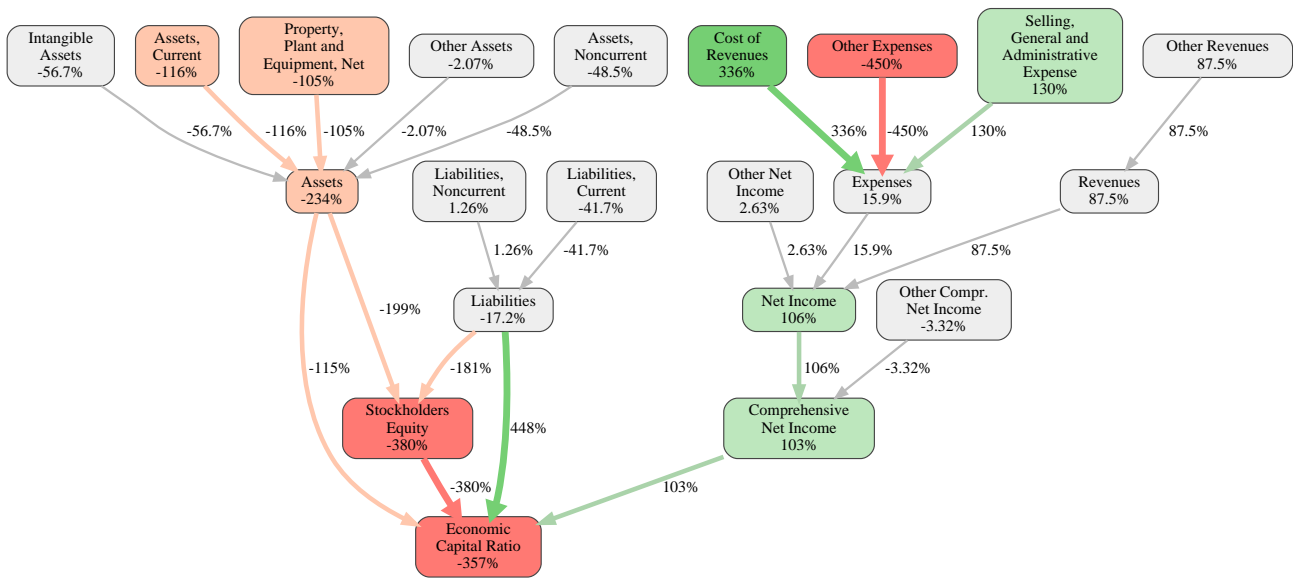 Intangible
Assets
-56.7%
Assets,
Current
-116%
Property,
Plant and
Equipment, Net
-105%
Other Assets
-2.07%
Assets,
Noncurrent
-48.5%
Cost of
Revenues
336%
Other Expenses
-450%
Selling,
General and
Administrative
Expense
130%
Other Revenues
87.5%
-56.7%
-116%
-105%
-2.07%
-48.5%
336%
-450%
130%
87.5%
Assets
-234%
Liabilities,
Noncurrent
1.26%
Liabilities,
Current
-41.7%
Other Net
Income
2.63%
Expenses
15.9%
Revenues
87.5%
1.26%
-41.7%
2.63%
15.9%
87.5%
Liabilities
-17.2%
Net Income
106%
Other Compr.
Net Income
-3.32%
-199%
-115%
-181%
106%
-3.32%
Stockholders
Equity
-380%
448%
Comprehensive
Net Income
103%
-380%
103%
Economic
Capital Ratio
-357%